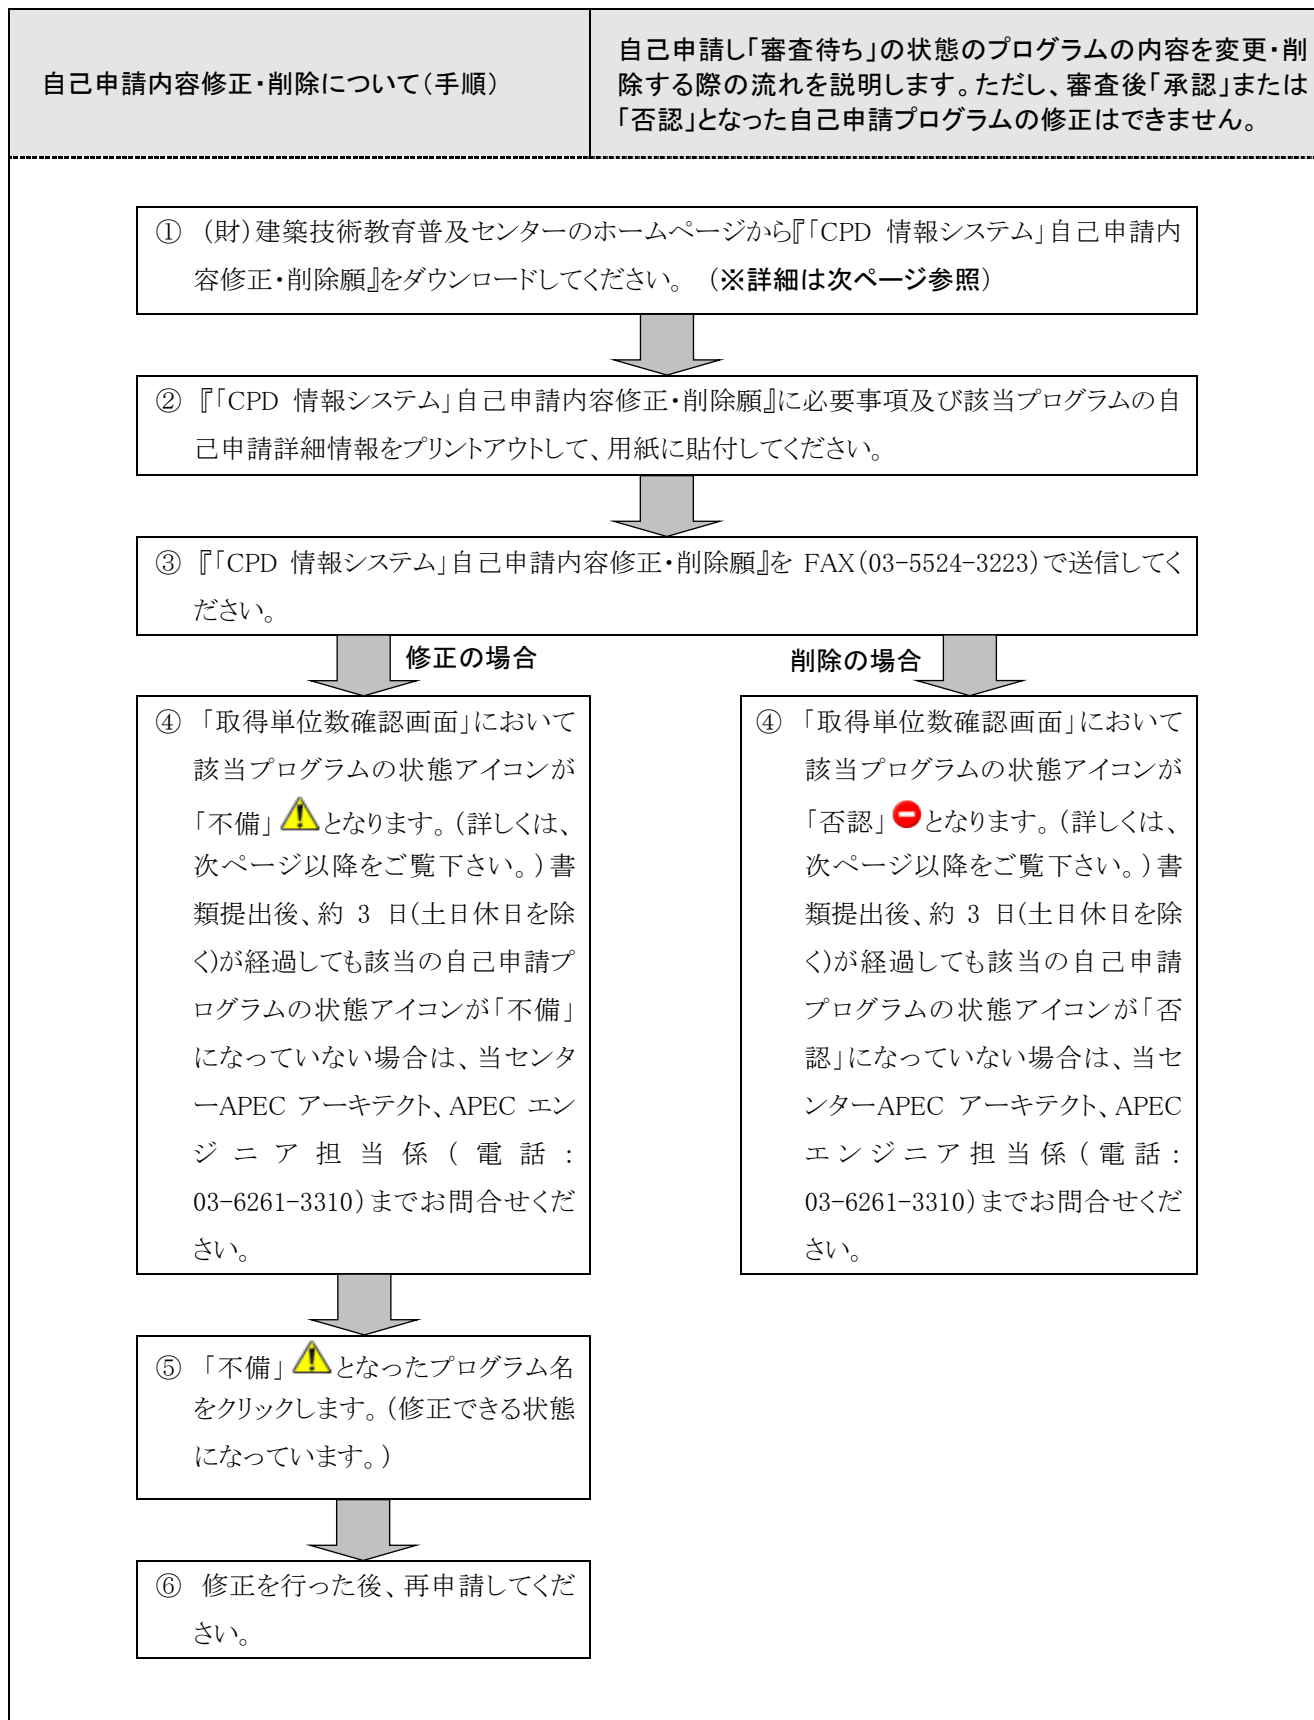 自己申請内容修正・削除について（手順）
自己申請し「審査待ち」の状態のプログラムの内容を変更・削
除する際の流れを説明します。ただし、審査後「承認」または
「否認」となった自己申請プログラムの修正はできません。
① （財）建築技術教育普及センターのホームページから『「CPD 情報システム」自己申請内
容修正・削除願』をダウンロードしてください。 （※詳細は次ページ参照）
② 『「CPD 情報システム」自己申請内容修正・削除願』に必要事項及び該当プログラムの自
己申請詳細情報をプリントアウトして、用紙に貼付してください。
③ 『「CPD 情報システム」自己申請内容修正・削除願』を FAX（03-5524-3223）で送信してく
ださい。
修正の場合
④ 「取得単位数確認画面」において
該当プログラムの状態アイコンが
「不備」となります。（詳しくは、
次ページ以降をご覧下さい。）書
類提出後、約 3 日(土日休日を除
く)が経過しても該当の自己申請プ
ログラムの状態アイコンが「不備」
になっていない場合は、当センタ
ーAPEC アーキテクト、APEC エン
ジニア担当係（電話：
03-6261-3310）までお問合せくだ
さい。
⑤ 「不備」となったプログラム名
をクリックします。（修正できる状態
になっています。）
⑥ 修正を行った後、再申請してくだ
さい。
削除の場合
④ 「取得単位数確認画面」において
該当プログラムの状態アイコンが
「否認」となります。（詳しくは、
次ページ以降をご覧下さい。）書
類提出後、約 3 日(土日休日を除
く)が経過しても該当の自己申請
プログラムの状態アイコンが「否
認」になっていない場合は、当セ
ンターAPEC アーキテクト、APEC
エンジニア担当係（電話：
03-6261-3310）までお問合せくだ
さい。